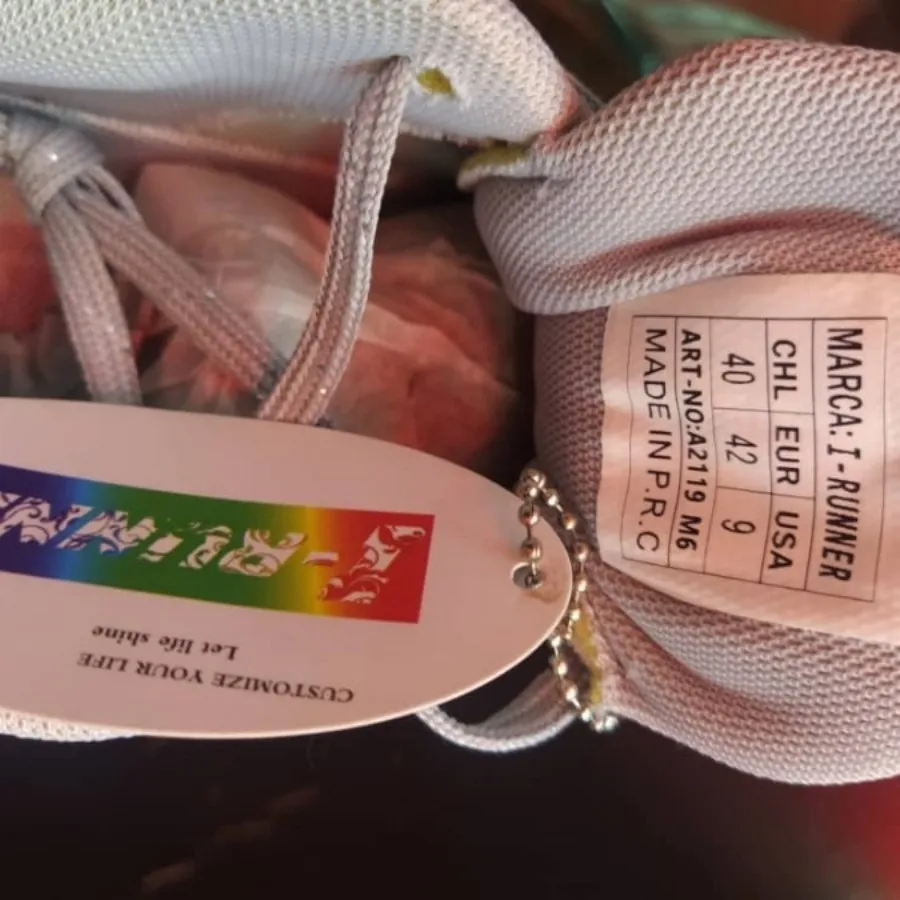 MARCA: I-RUNNER
CHL EUR USA
40 42 9
ART-NO:A2119 M6
MADE IN P.R.C
I-RUNN
Let life shine
CUSTOMIZE YOUR LIFE